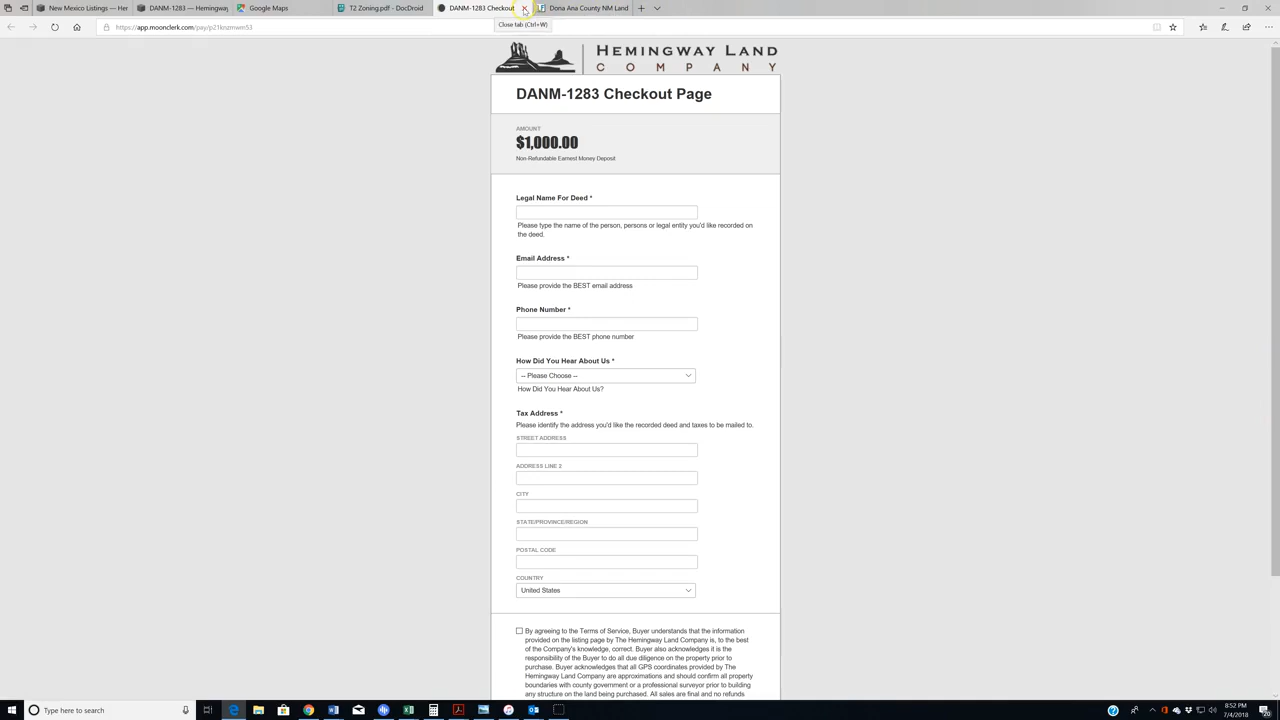 New Mexico Listings — Her
DANM-1283 — Hemingway
Google Maps
T2 Zoning.pdf - DocDroid
DANM-1283 Checkout
Dona Ana County NM Land
Close tab (Ctrl+W)
https://app.mooncler​k.com/pay/p21knzmwm53
HEMINGWAY LAND
COMPANY
DANM-1283 Checkout Page
AMOUNT
$1,000.00
Non-Refundable Earnest Money Deposit
Legal Name For Deed *
Please type the name of the person, persons or legal entity you'd like recorded on
the deed.
Email Address *
Please provide the BEST email address
Phone Number *
Please provide the BEST phone number
How Did You Hear About Us *
-- Please Choose --
How Did You Hear About Us?
Tax Address *
Please identify the address you'd like the recorded deed and taxes to be mailed to.
STREET ADDRESS
ADDRESS LINE 2
CITY
STATE/PROVINCE/REGION
POSTAL CODE
COUNTRY
United States
By agreeing to the Terms of Service, Buyer understands that the information
provided on the listing page by The Hemingway Land Company is, to the best
of the Company's knowledge, correct. Buyer also acknowledges it is the
responsibility of the Buyer to do all due diligence on the property prior to
purchase. Buyer acknowledges that all GPS coordinates provided by The
Hemingway Land Company are approximations and should confirm all property
boundaries with county government or a professional surveyor prior to building
any structure on the land being purchased. All sales are final and no refunds
Type here to search
8:52 PM
7/4/2018
20